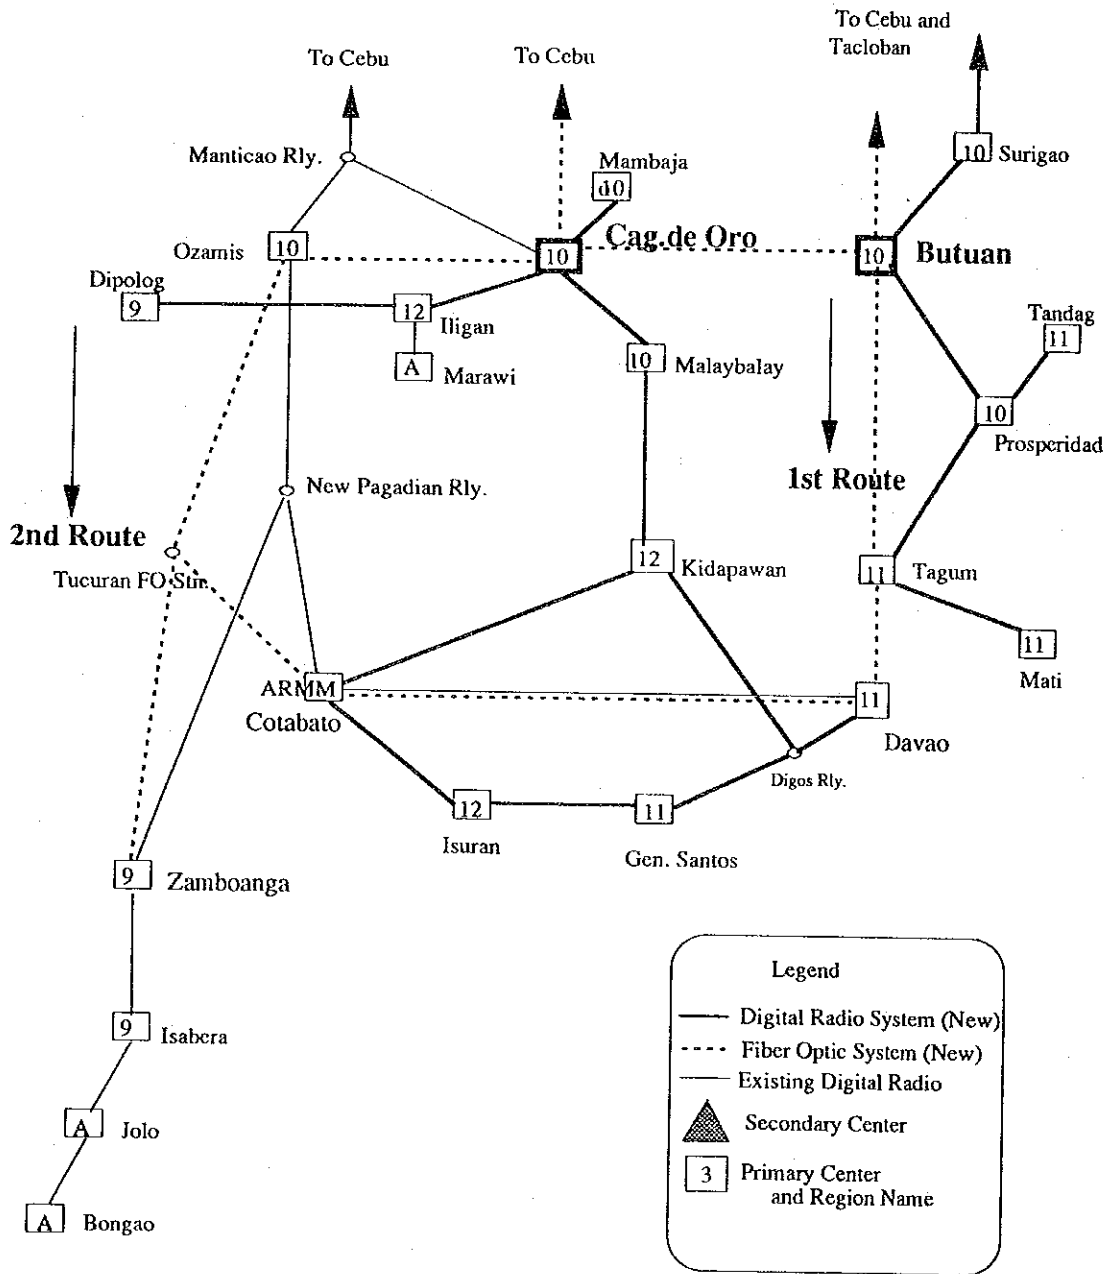 To Cebu and
Tacloban
To Cebu
To Cebu
Manticao Rly.
10
Surigao
Mambaja
d0
Ozamis
10
10
Cag.de Oro
10
Butuan
Dipolog
9
12
Iligan
Tandag
11
A
Marawi
10
Malaybalay
10
Prosperidad
1st Route
New Pagadian Rly.
2nd Route
Tucuran FO Stn.
12
Kidapawan
11
Tagum
11
Mati
ARMM
Cotabato
11
Davao
Digos Rly.
12
Isuran
11
Gen. Santos
9
Zamboanga
9
Isabera
A
Jolo
A
Bongao
Legend
Digital Radio System (New)
Fiber Optic System (New)
Existing Digital Radio
Secondary Center
3
Primary Center
and Region Name